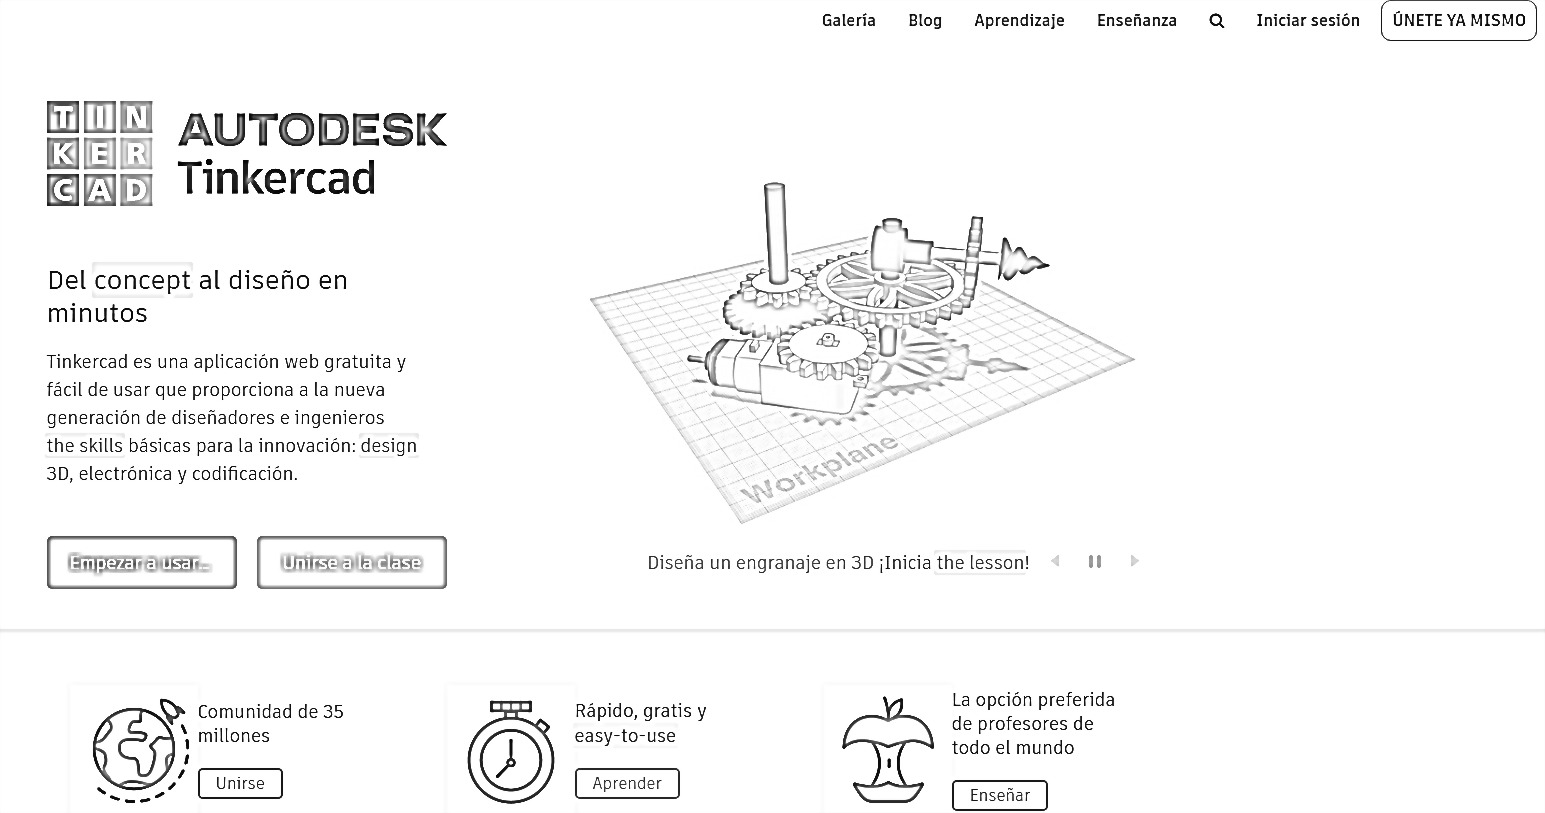 Galería Blog Aprendizaje Enseñanza Iniciar sesión ÚNETE YA MISMO
TIN
KER
CAD
AUTODESK
Tinkercad
Del concept al diseño en
minutos
Tinkercad es una aplicación web gratuita y
fácil de usar que proporciona a la nueva
generación de diseñadores e ingenieros
the skills básicas para la innovación: design
3D, electrónica y codificación.
Empezar a usar...
Unirse a la clase
Workplane
Diseña un engranaje en 3D ¡Inicia the lesson!
Comunidad de 35
millones
Unirse
Rápido, gratis y
easy-to-use
Aprender
La opción preferida
de profesores de
todo el mundo
Enseñar